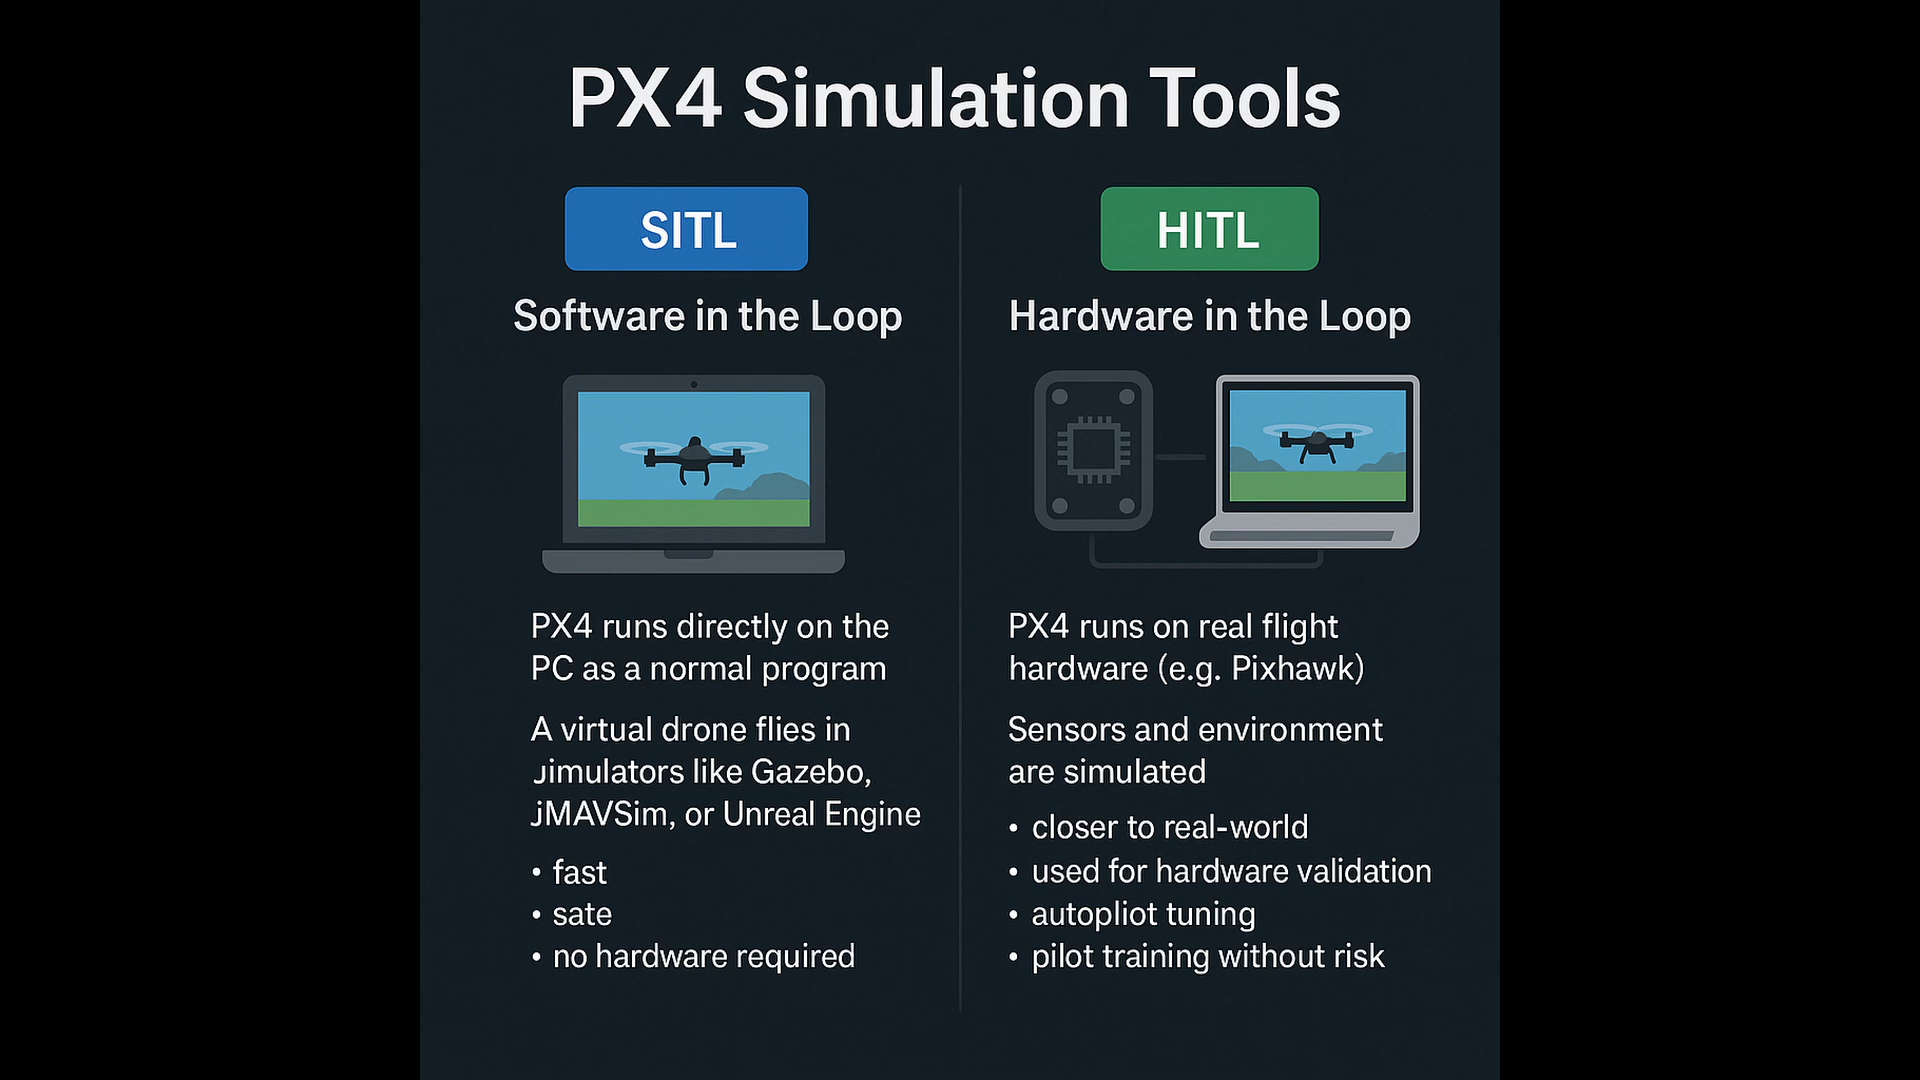 PX4 Simulation Tools
SITL
Software in the Loop
PX4 runs directly on the
PC as a normal program
A virtual drone flies in
Jimulators like Gazebo,
jMAVSim, or Unreal Engine
• fast
• sate
• no hardware required
HITL
Hardware in the Loop
PX4 runs on real flight
hardware (e.g. Pixhawk)
Sensors and environment
are simulated
• closer to real-world
• used for hardware validation
• autopliot tuning
• pilot training without risk